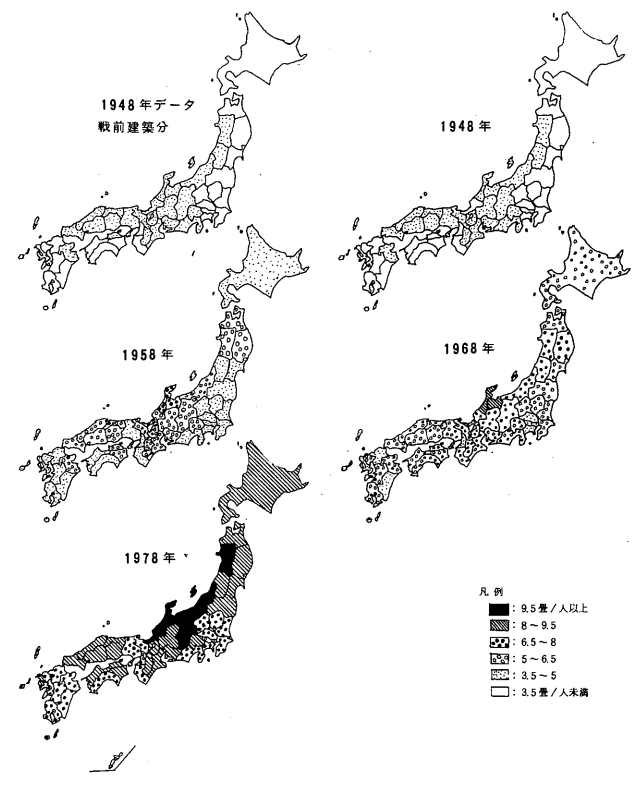 1948年データ
戦前建築分
1948年
1958年
1968年
1978年
凡例
: 9.5畳/人以上
: 8～9.5
: 6.5～8
: 5～6.5
: 3.5～5
: 3.5畳/人未満